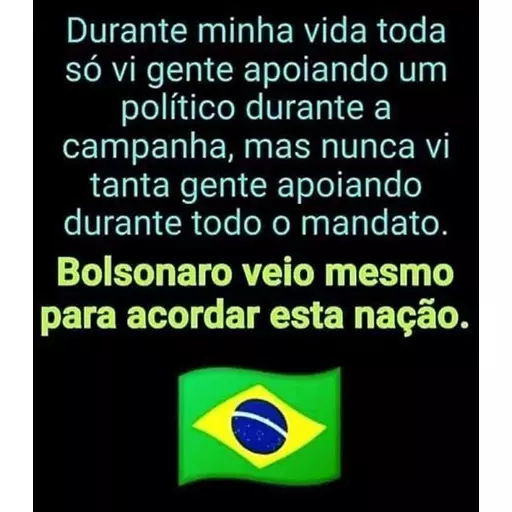 Durante minha vida toda
só vi gente apoiando um
político durante a
campanha, mas nunca vi
tanta gente apoiando
durante todo o mandato.
Bolsonaro veio mesmo
para acordar esta nação.